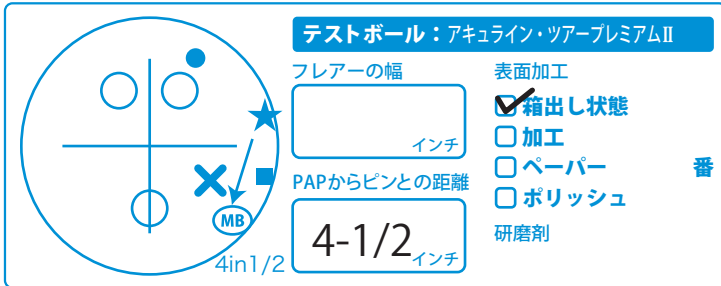 テストボール：アキュライン・ツアープレミアムⅡ
フレアーの幅
インチ
PAPからピンとの距離
4-1/2インチ
表面加工
箱出し状態
加工
ペーパー 番
ポリッシュ
研磨剤
MB
4in1/2